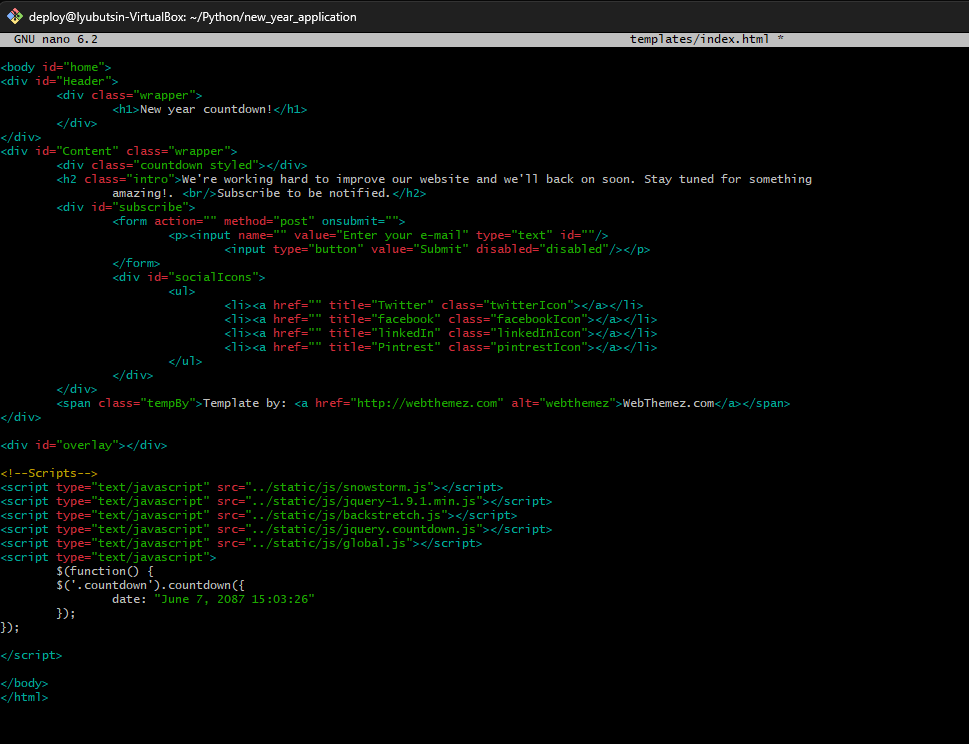 deploy@lyubutsin-VirtualBox: ~/Python/new_year_application
GNU nano 6.2 templates/index.html *
<body id="home">
<div id="Header">
        <div class="wrapper">
                <h1>New year countdown!</h1>
        </div>
</div>
<div id="Content" class="wrapper">
        <div class="countdown styled"></div>
        <h2 class="intro">We're working hard to improve our website and we'll back on soon. Stay tuned for something
                amazing!. <br/>Subscribe to be notified.</h2>
        <div id="subscribe">
                <form action="" method="post" onsubmit="">
                        <p><input name="" value="Enter your e-mail" type="text" id=""/>
                                <input type="button" value="Submit" disabled="disabled"/></p>
                </form>
                <div id="socialIcons">
                        <ul>
                                <li><a href="" title="Twitter" class="twitterIcon"></a></li>
                                <li><a href="" title="facebook" class="facebookIcon"></a></li>
                                <li><a href="" title="linkedIn" class="linkedInIcon"></a></li>
                                <li><a href="" title="Pintrest" class="pintrestIcon"></a></li>
                        </ul>
                </div>
        </div>
        <span class="tempBy">Template by: <a href="http://webthemez.com" alt="webthemez">WebThemez.com</a></span>
</div>
<div id="overlay"></div>
<!--Scripts-->
<script type="text/javascript" src="../static/js/snowstorm.js"></script>
<script type="text/javascript" src="../static/js/jquery-1.9.1.min.js"></script>
<script type="text/javascript" src="../static/js/backstretch.js"></script>
<script type="text/javascript" src="../static/js/jquery.countdown.js"></script>
<script type="text/javascript" src="../static/js/global.js"></script>
<script type="text/javascript">
        $(function() {
        $('.countdown').countdown({
                date: "June 7, 2087 15:03:26"
        });
});
</script>
</body>
</html>